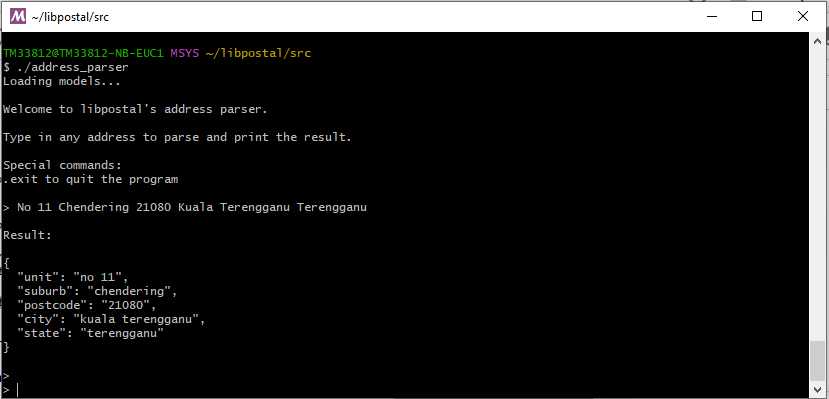 ~/libpostal/src
TM33812@TM33812-NB-EUC1 MSYS ~/libpostal/src
$ ./address_parser
Loading models...
Welcome to libpostal's address parser.
Type in any address to parse and print the result.
Special commands:
.exit to quit the program
> No 11 Chendering 21080 Kuala Terengganu Terengganu
Result:
{
  "unit": "no 11",
  "suburb": "chendering",
  "postcode": "21080",
  "city": "kuala terengganu",
  "state": "terengganu"
}
>
>